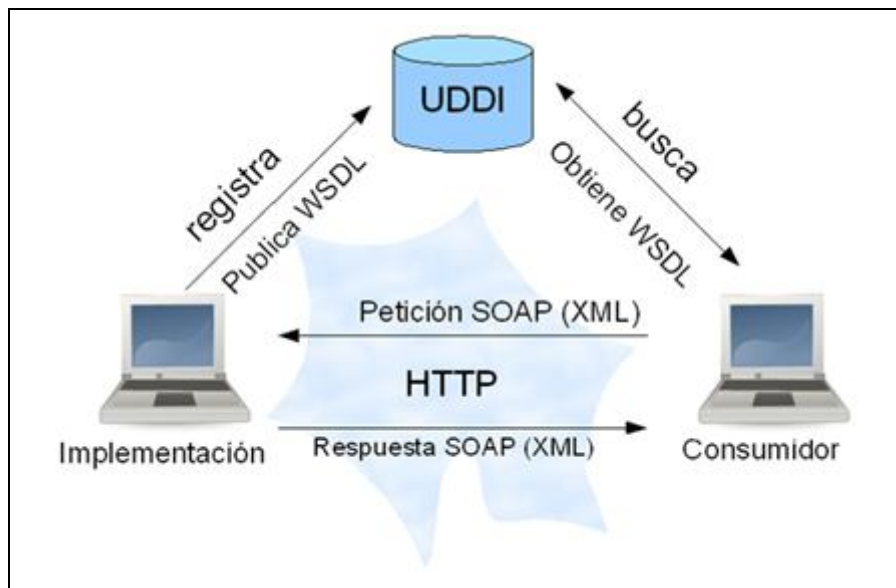 UDDI
registra
Publica WSDL
busca
Obtiene WSDL
Petición SOAP (XML)
HTTP
Respuesta SOAP (XML)
Implementación
Consumidor